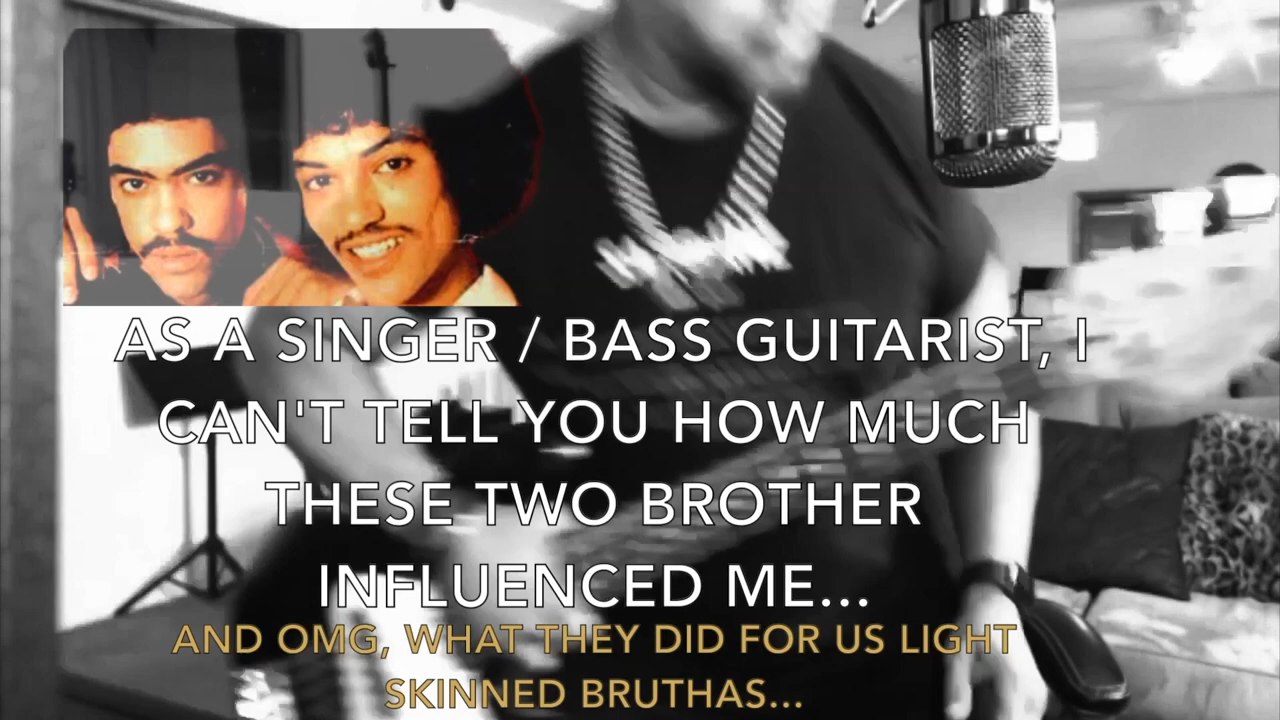 AS A SINGER / BASS GUITARIST, I
CAN'T TELL YOU HOW MUCH
THESE TWO BROTHER
INFLUENCED ME...
AND OMG, WHAT THEY DID FOR US LIGHT
SKINNED BRUTHAS...